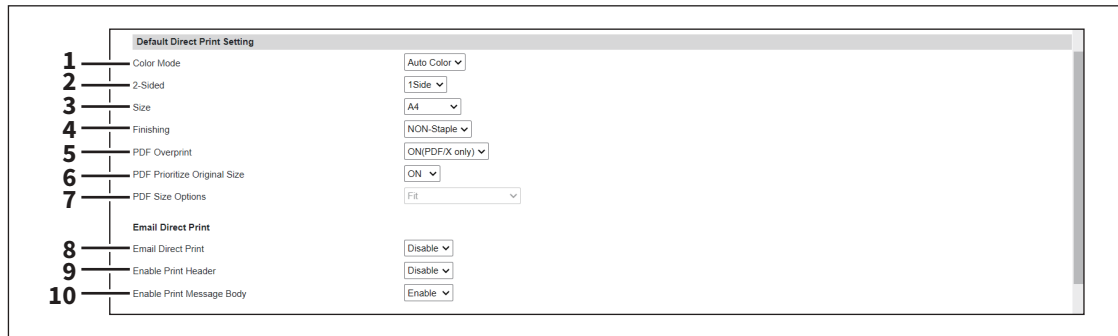 Default Direct Print Setting
1 Color Mode Auto Color
2 2-Sided 1Side
3 Size A4
4 Finishing NON-Staple
5 PDF Overprint ON(PDF/X only)
6 PDF Prioritize Original Size ON
7 PDF Size Options Fit
Email Direct Print
8 Email Direct Print Disable
9 Enable Print Header Disable
10 Enable Print Message Body Enable